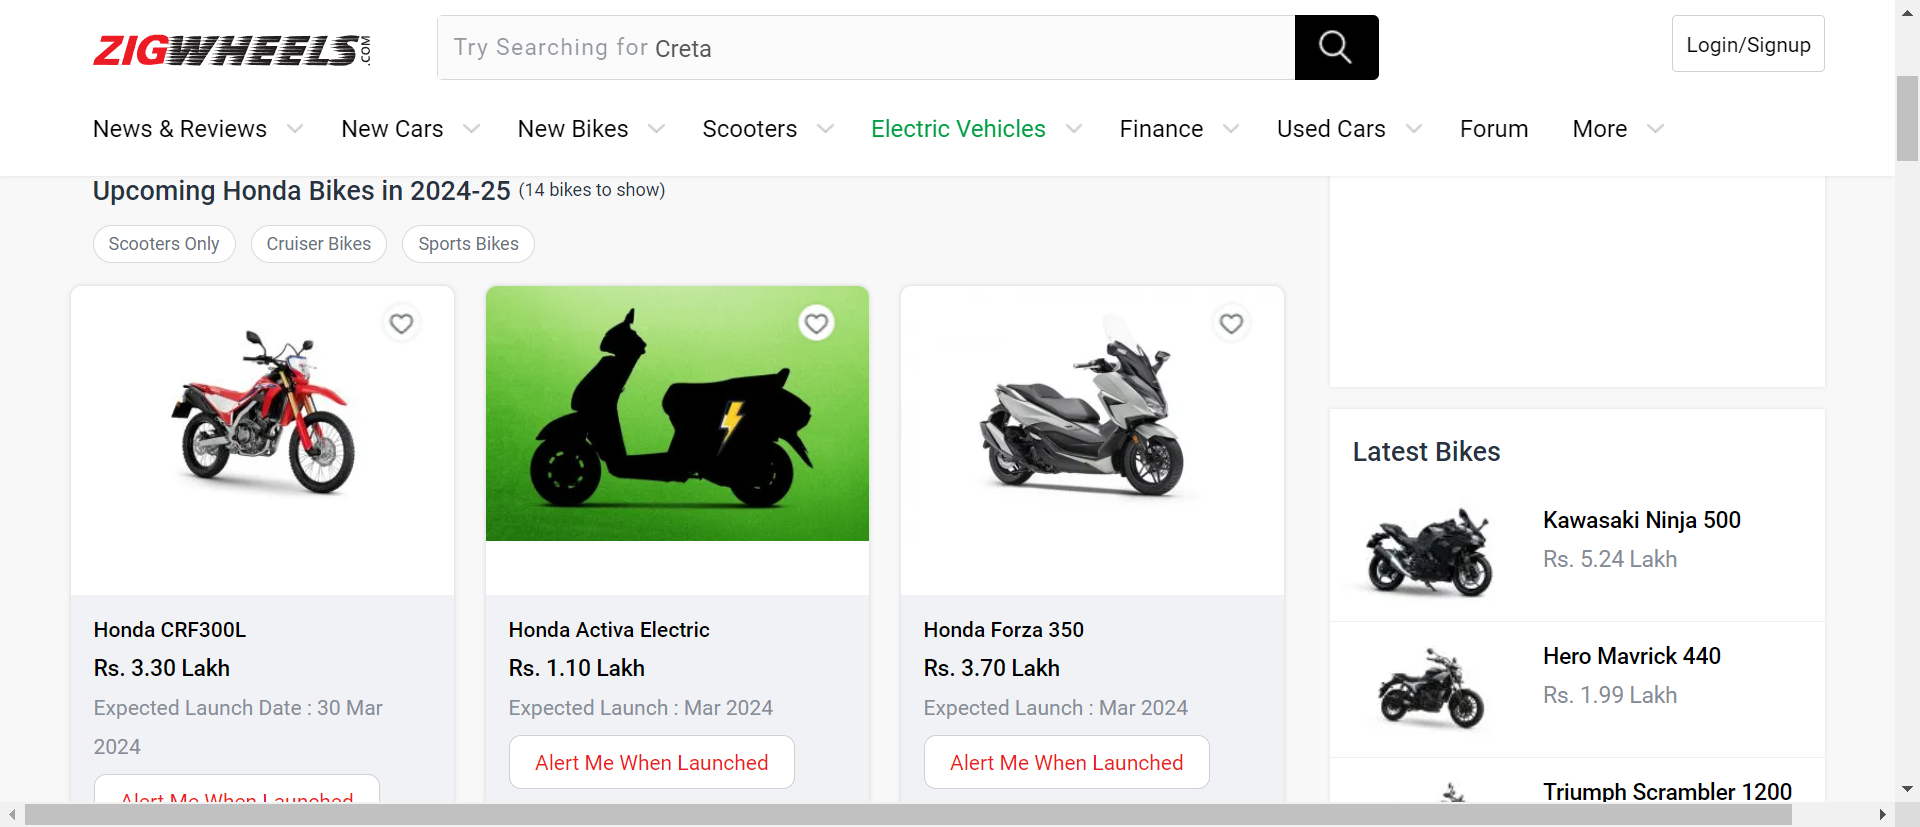 ZIGWHEELS.COM
Try Searching for Creta
Login/Signup
News & Reviews
New Cars
New Bikes
Scooters
Electric Vehicles
Finance
Used Cars
Forum
More
Upcoming Honda Bikes in 2024-25 (14 bikes to show)
Scooters Only
Cruiser Bikes
Sports Bikes
Honda CRF300L
Rs. 3.30 Lakh
Expected Launch Date : 30 Mar
2024
Alert Me When Launched
Honda Activa Electric
Rs. 1.10 Lakh
Expected Launch : Mar 2024
Alert Me When Launched
Honda Forza 350
Rs. 3.70 Lakh
Expected Launch : Mar 2024
Alert Me When Launched
Latest Bikes
Kawasaki Ninja 500
Rs. 5.24 Lakh
Hero Mavrick 440
Rs. 1.99 Lakh
Triumph Scrambler 1200